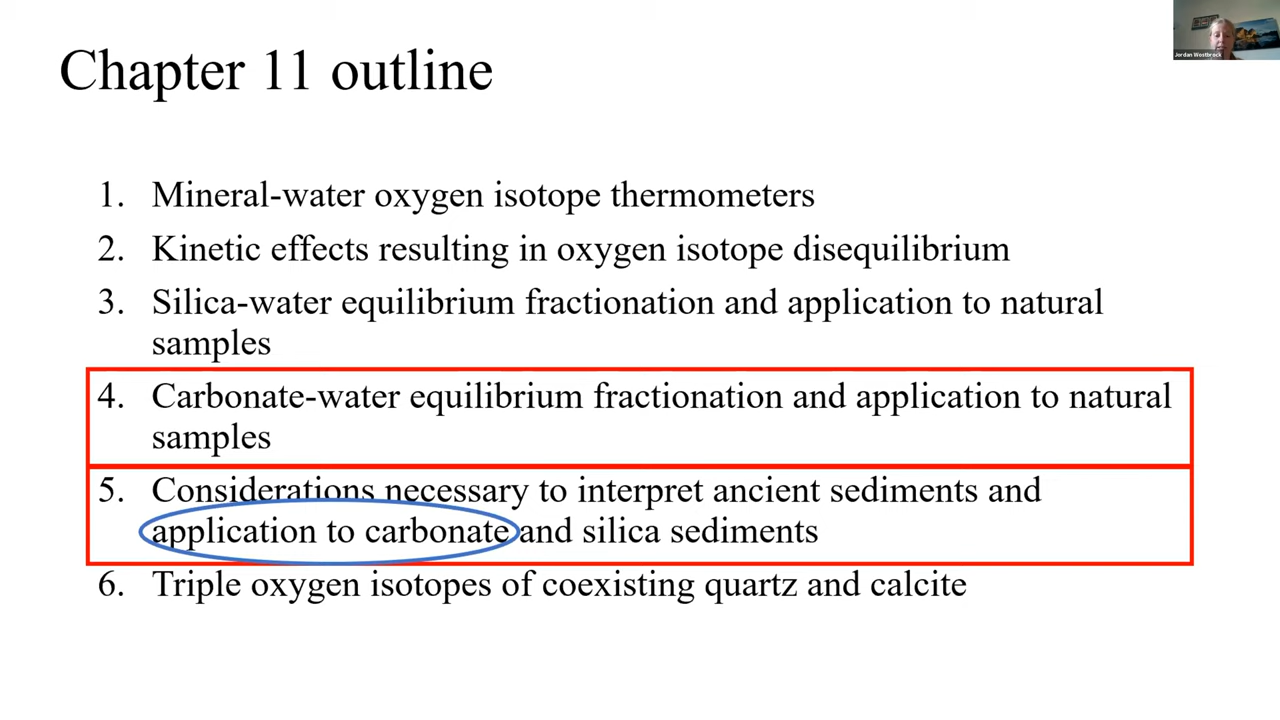 Chapter 11 outline
Jordan Westbrock
1. Mineral-water oxygen isotope thermometers
2. Kinetic effects resulting in oxygen isotope disequilibrium
3. Silica-water equilibrium fractionation and application to natural
samples
4. Carbonate-water equilibrium fractionation and application to natural
samples
5. Considerations necessary to interpret ancient sediments and
application to carbonate and silica sediments
6. Triple oxygen isotopes of coexisting quartz and calcite